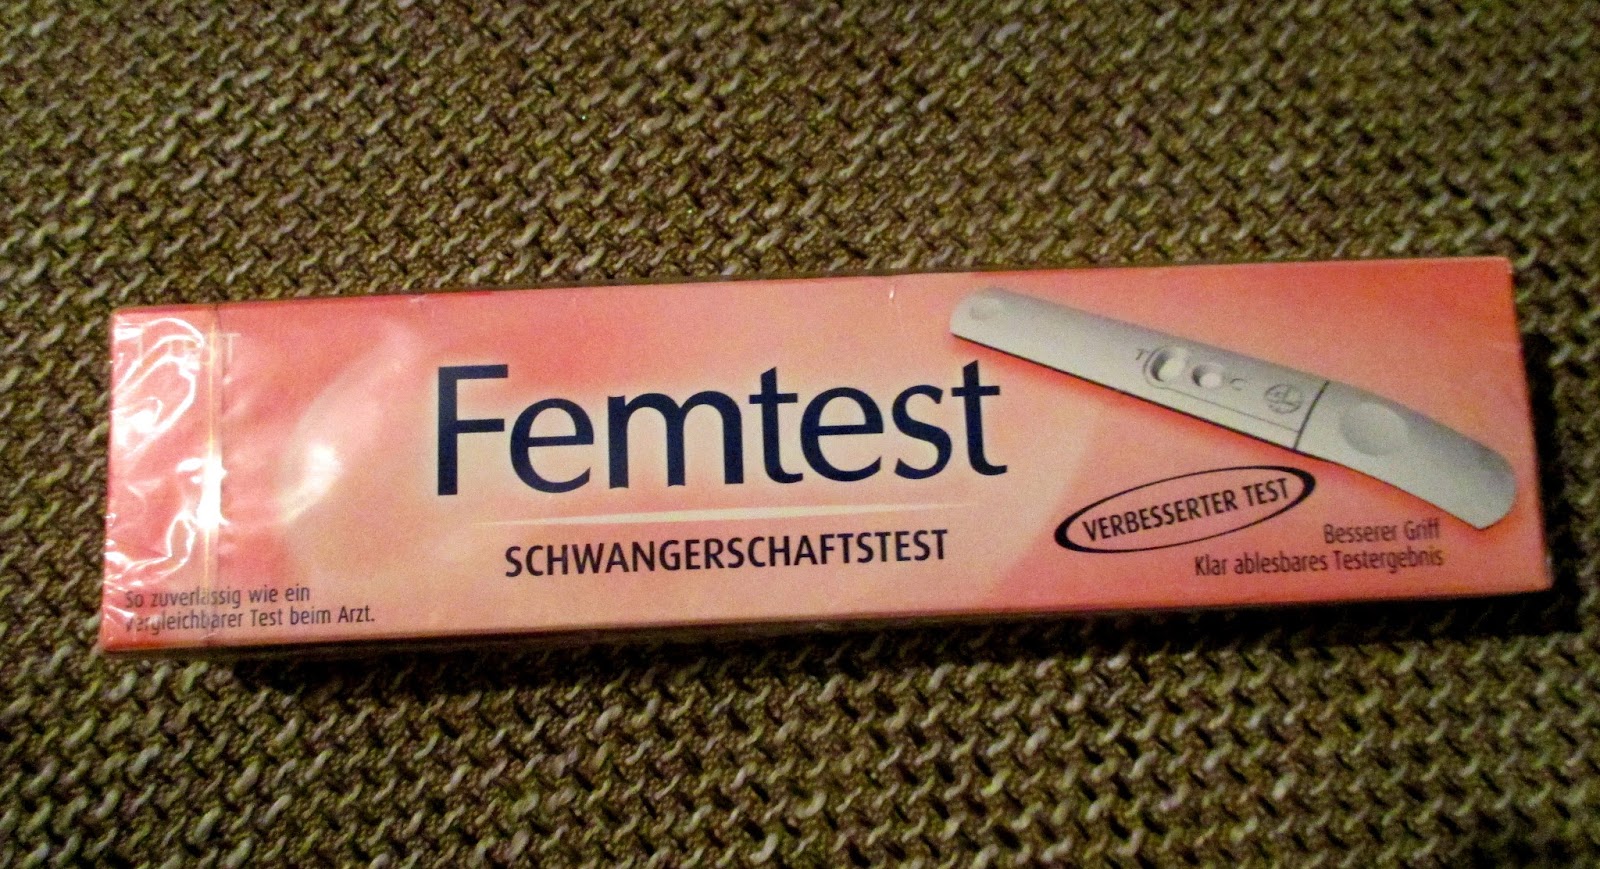 Femtest
SCHWANGERSCHAFTSTEST
So zuverlässig wie ein
vergleichbarer Test beim Arzt.
T C
VERBESSERTER TEST
Besserer Griff
Klar ablesbares Testergebnis